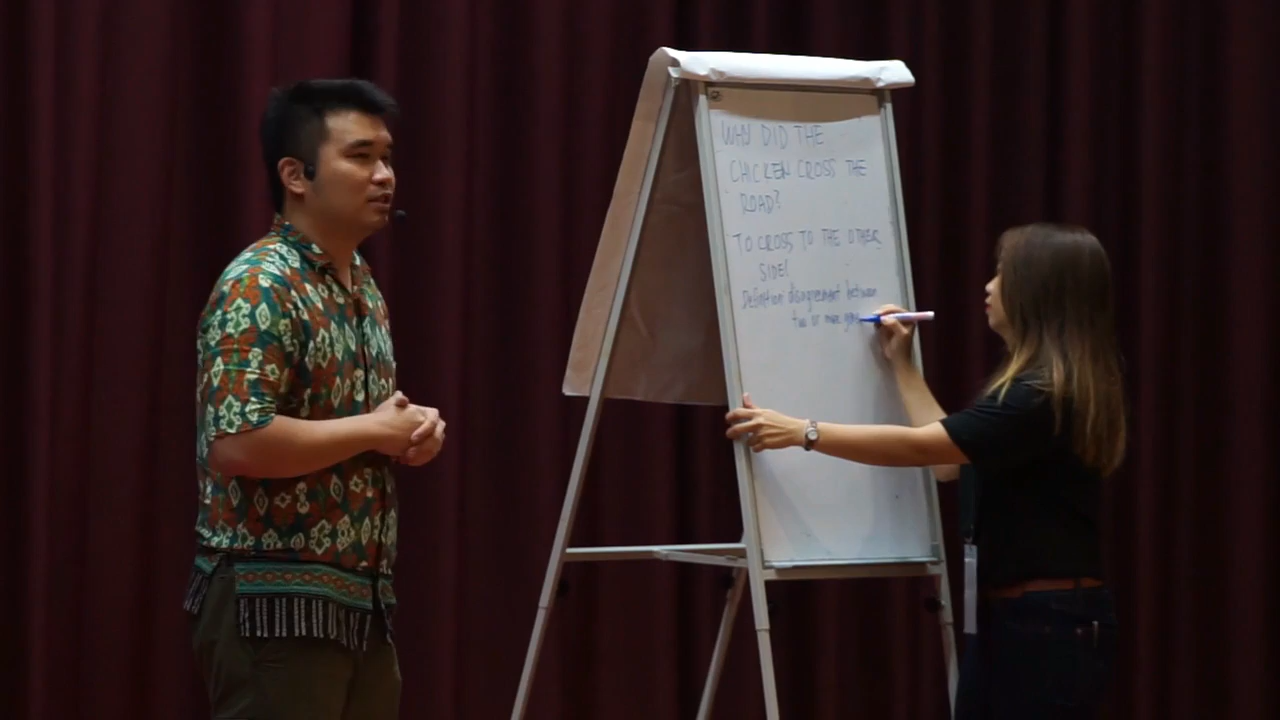 WHY DID THE
CHICKEN CROSS THE
ROAD?
TO CROSS TO THE OTHER
SIDE!
Definition disagreement between
two or more